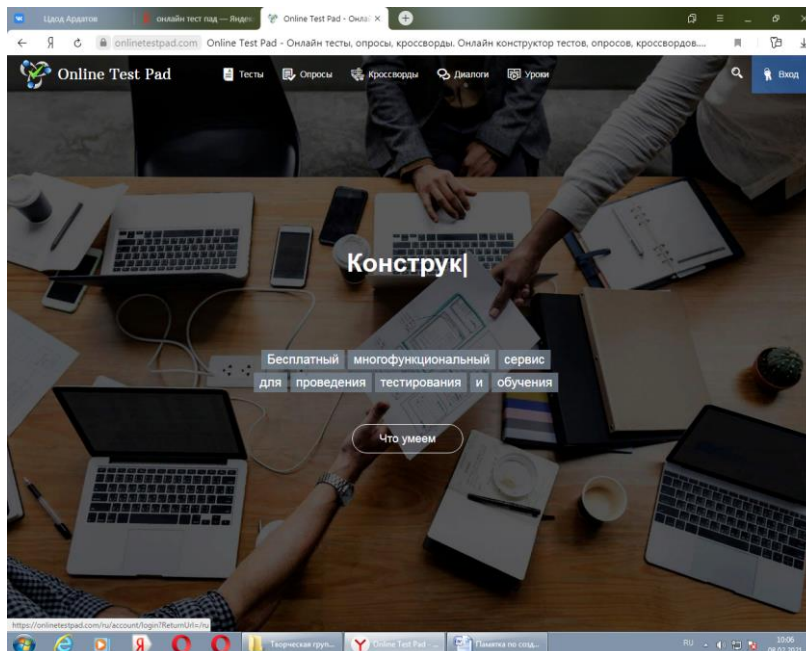 Цдод Ардатов
онлайн тест пад — Яндекс
Online Test Pad - Онлай
onlinetestpad.com
Online Test Pad - Онлайн тесты, опросы, кроссворды. Онлайн конструктор тестов, опросов, кроссвордов....
Online Test Pad
Тесты
Опросы
Кроссворды
Диалоги
Уроки
Вход
Конструк|
Бесплатный многофункциональный сервис
для проведения тестирования и обучения
Что умеем
https://onlinetestpad.com/ru/account/login?ReturnUrl=/ru
Творческая груп...
Online Test Pad - ...
Памятка по созд...
RU
10:06
08.02.2021